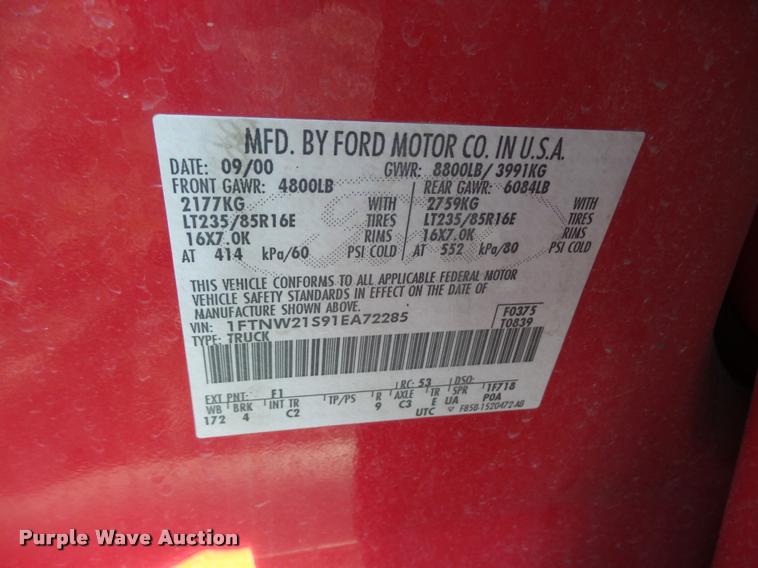 MFD. BY FORD MOTOR CO. IN U.S.A.
DATE: 09/00 GVWR: 8800LB/ 3991KG
FRONT GAWR: 4800LB REAR GAWR: 6084LB
2177KG WITH 2759KG WITH
LT235/85R16E TIRES LT235/85R16E TIRES
16X7.0K RIMS 16X7.0K RIMS
AT 414 kPa/60 PSI COLD AT 552 kPa/80 PSI COLD
THIS VEHICLE CONFORMS TO ALL APPLICABLE FEDERAL MOTOR
VEHICLE SAFETY STANDARDS IN EFFECT ON THE DATE OF
MANUFACTURE SHOWN ABOVE.
VIN: 1FTNW21S91EA72285 F0375
TYPE: TRUCK T0839
EXT PNT: F1 RC: 53 DSO:
WB BRK INT TR TP/PS R AXLE TR SPR 1F718
172 4 C2 9 C3 E UA P0A
UTC F85B-1520472-AB
Purple Wave Auction